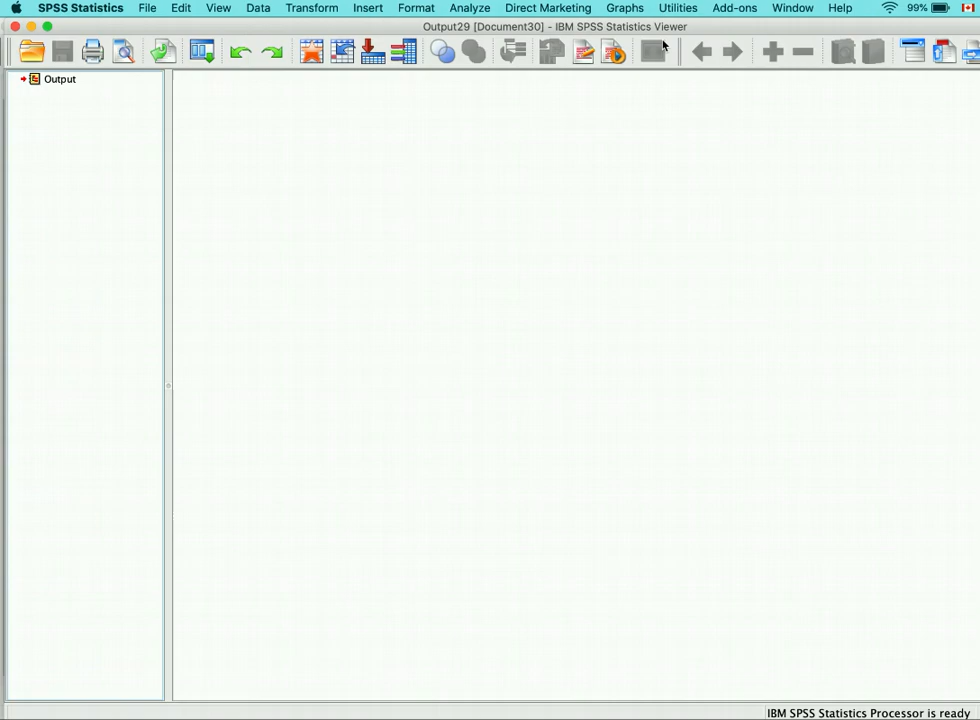 SPSS Statistics File Edit View Data Transform Insert Format Analyze Direct Marketing Graphs Utilities Add-ons Window Help 99%
Output29 [Document30] - IBM SPSS Statistics Viewer
Output
IBM SPSS Statistics Processor is ready